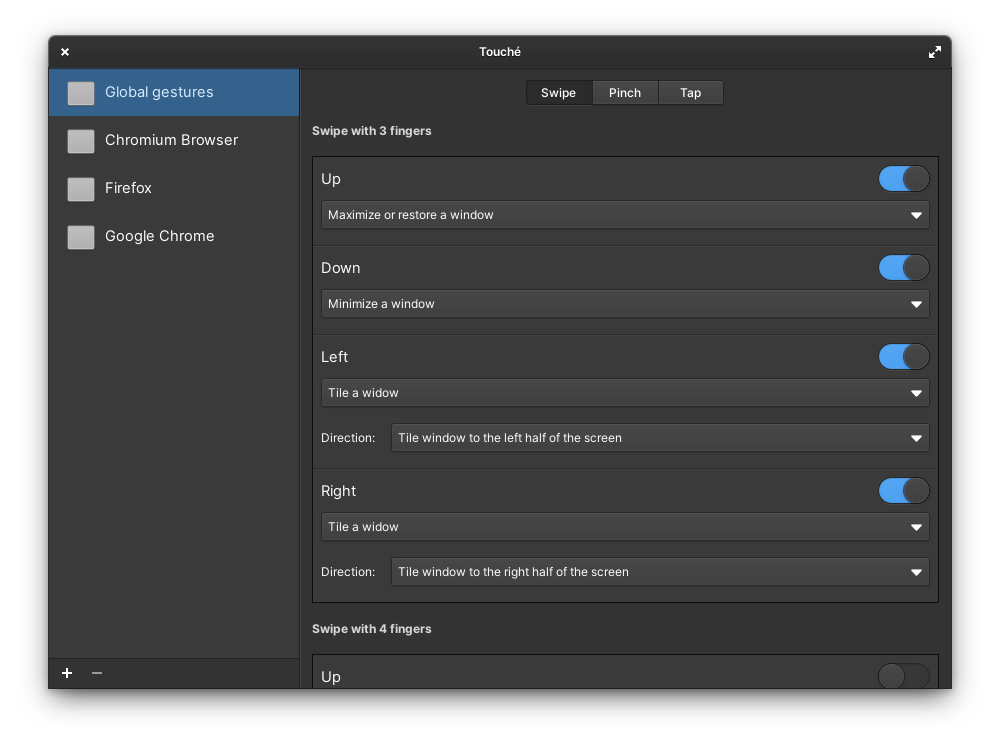 Touché
Global gestures
Chromium Browser
Firefox
Google Chrome
Swipe
Pinch
Tap
Swipe with 3 fingers
Up
Maximize or restore a window
Down
Minimize a window
Left
Tile a widow
Direction:
Tile window to the left half of the screen
Right
Tile a widow
Direction:
Tile window to the right half of the screen
Swipe with 4 fingers
Up